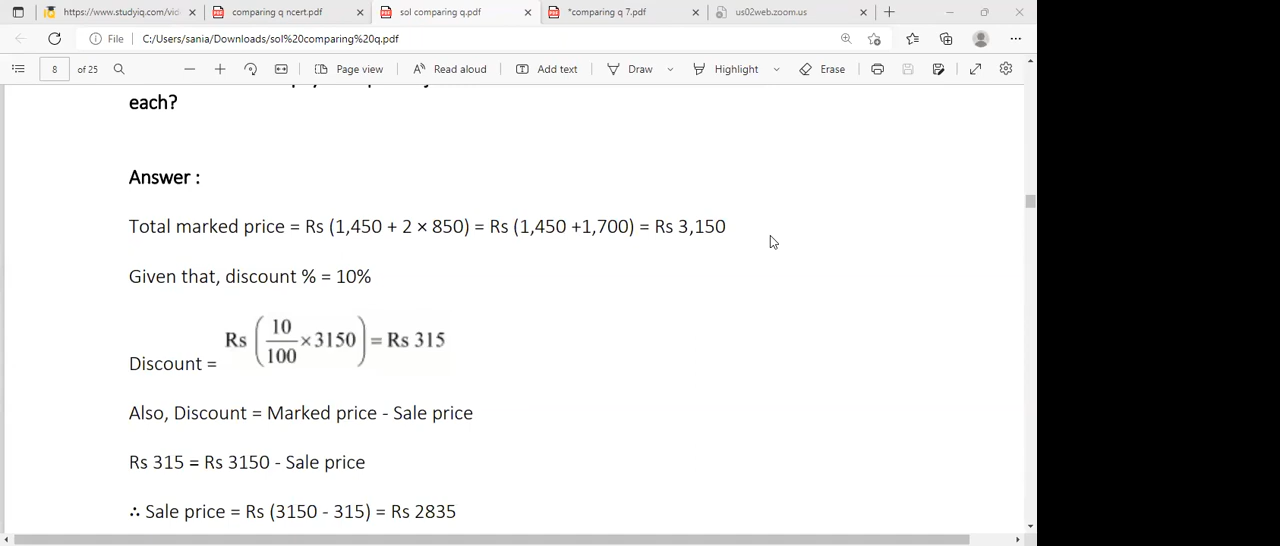 https://www.studyiq.com/vid
comparing q ncert.pdf
sol comparing q.pdf
*comparing q 7.pdf
us02web.zoom.us
File
C:/Users/sania/Downloads/sol%20comparing%20q.pdf
8 of 25
Page view
Read aloud
Add text
Draw
Highlight
Erase
each?
Answer :
Total marked price = Rs (1,450 + 2 × 850) = Rs (1,450 +1,700) = Rs 3,150
Given that, discount % = 10%
Discount = Rs (10/100 × 3150) = Rs 315
Also, Discount = Marked price - Sale price
Rs 315 = Rs 3150 - Sale price
∴ Sale price = Rs (3150 - 315) = Rs 2835